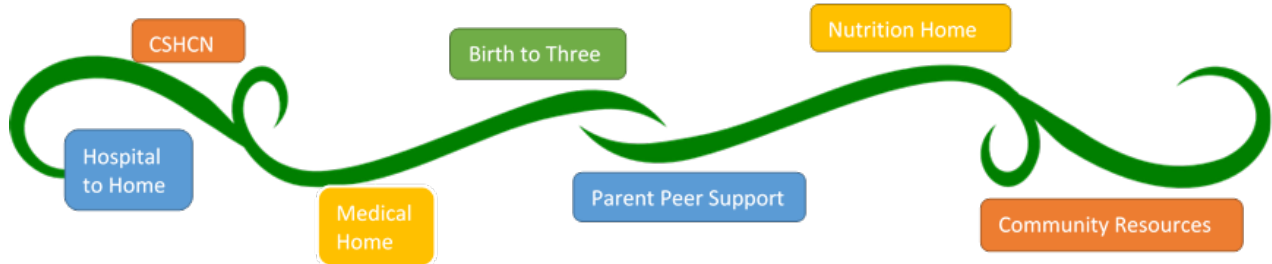 CSHCN
Hospital
to Home
Medical
Home
Birth to Three
Parent Peer Support
Nutrition Home
Community Resources